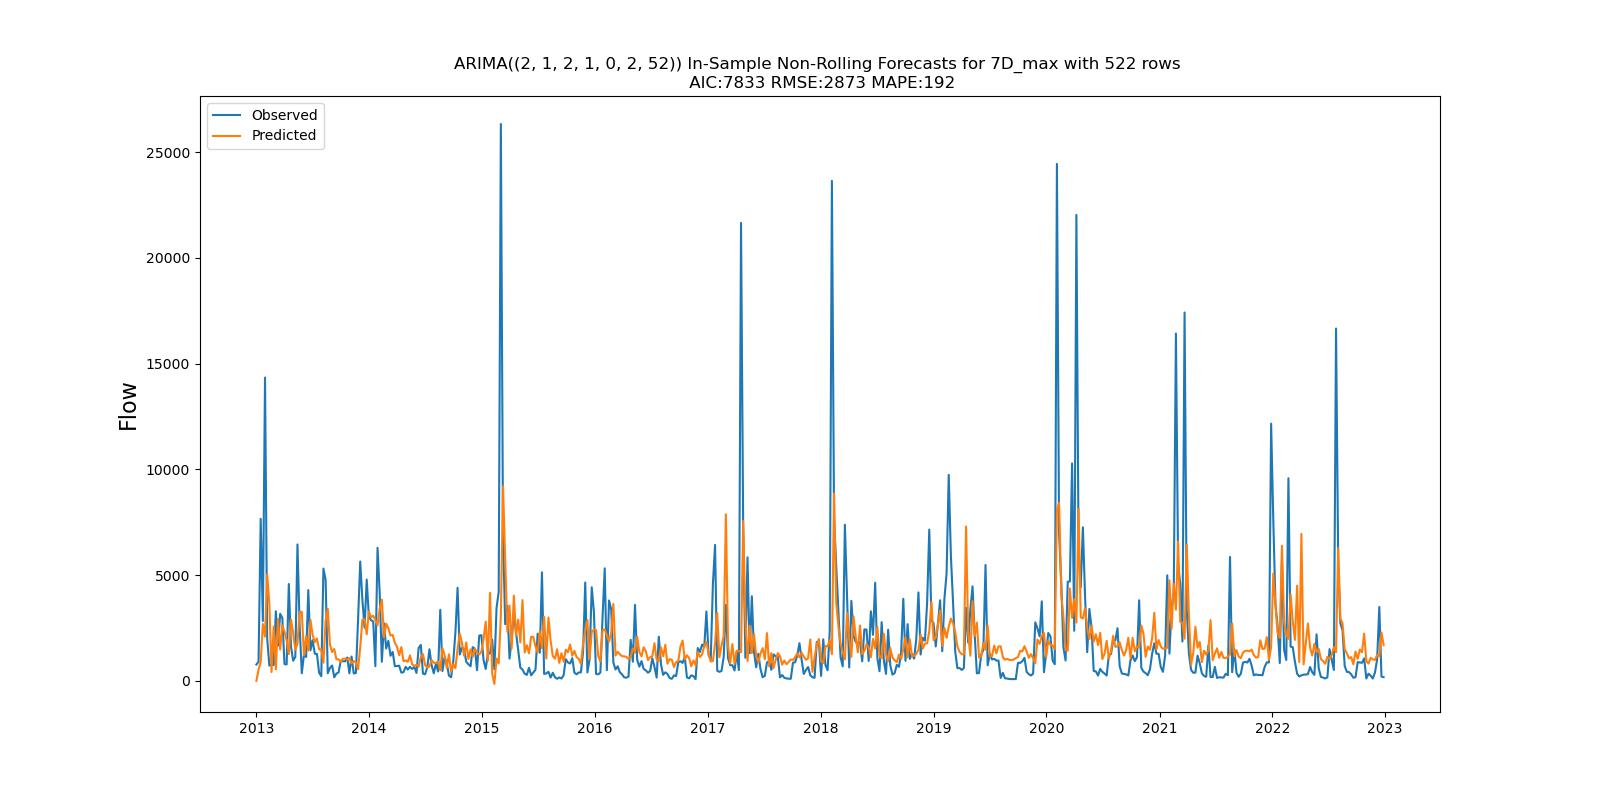 ARIMA((2, 1, 2, 1, 0, 2, 52)) In-Sample Non-Rolling Forecasts for 7D_max with 522 rows
AIC:7833 RMSE:2873 MAPE:192
Observed
Predicted
25000
20000
15000
10000
5000
0
Flow
2013 2014 2015 2016 2017 2018 2019 2020 2021 2022 2023